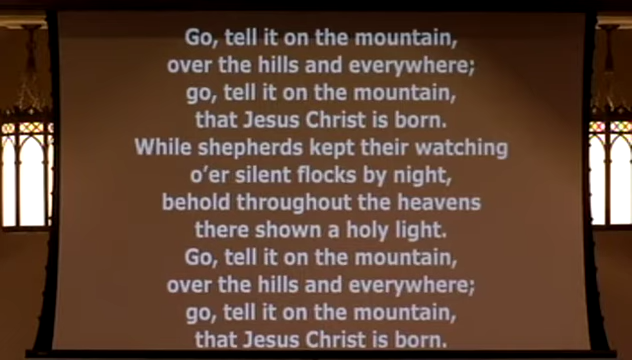 Go, tell it on the mountain,
over the hills and everywhere;
go, tell it on the mountain,
that Jesus Christ is born.
While shepherds kept their watching
o'er silent flocks by night,
behold throughout the heavens
there shown a holy light.
Go, tell it on the mountain,
over the hills and everywhere;
go, tell it on the mountain,
that Jesus Christ is born.